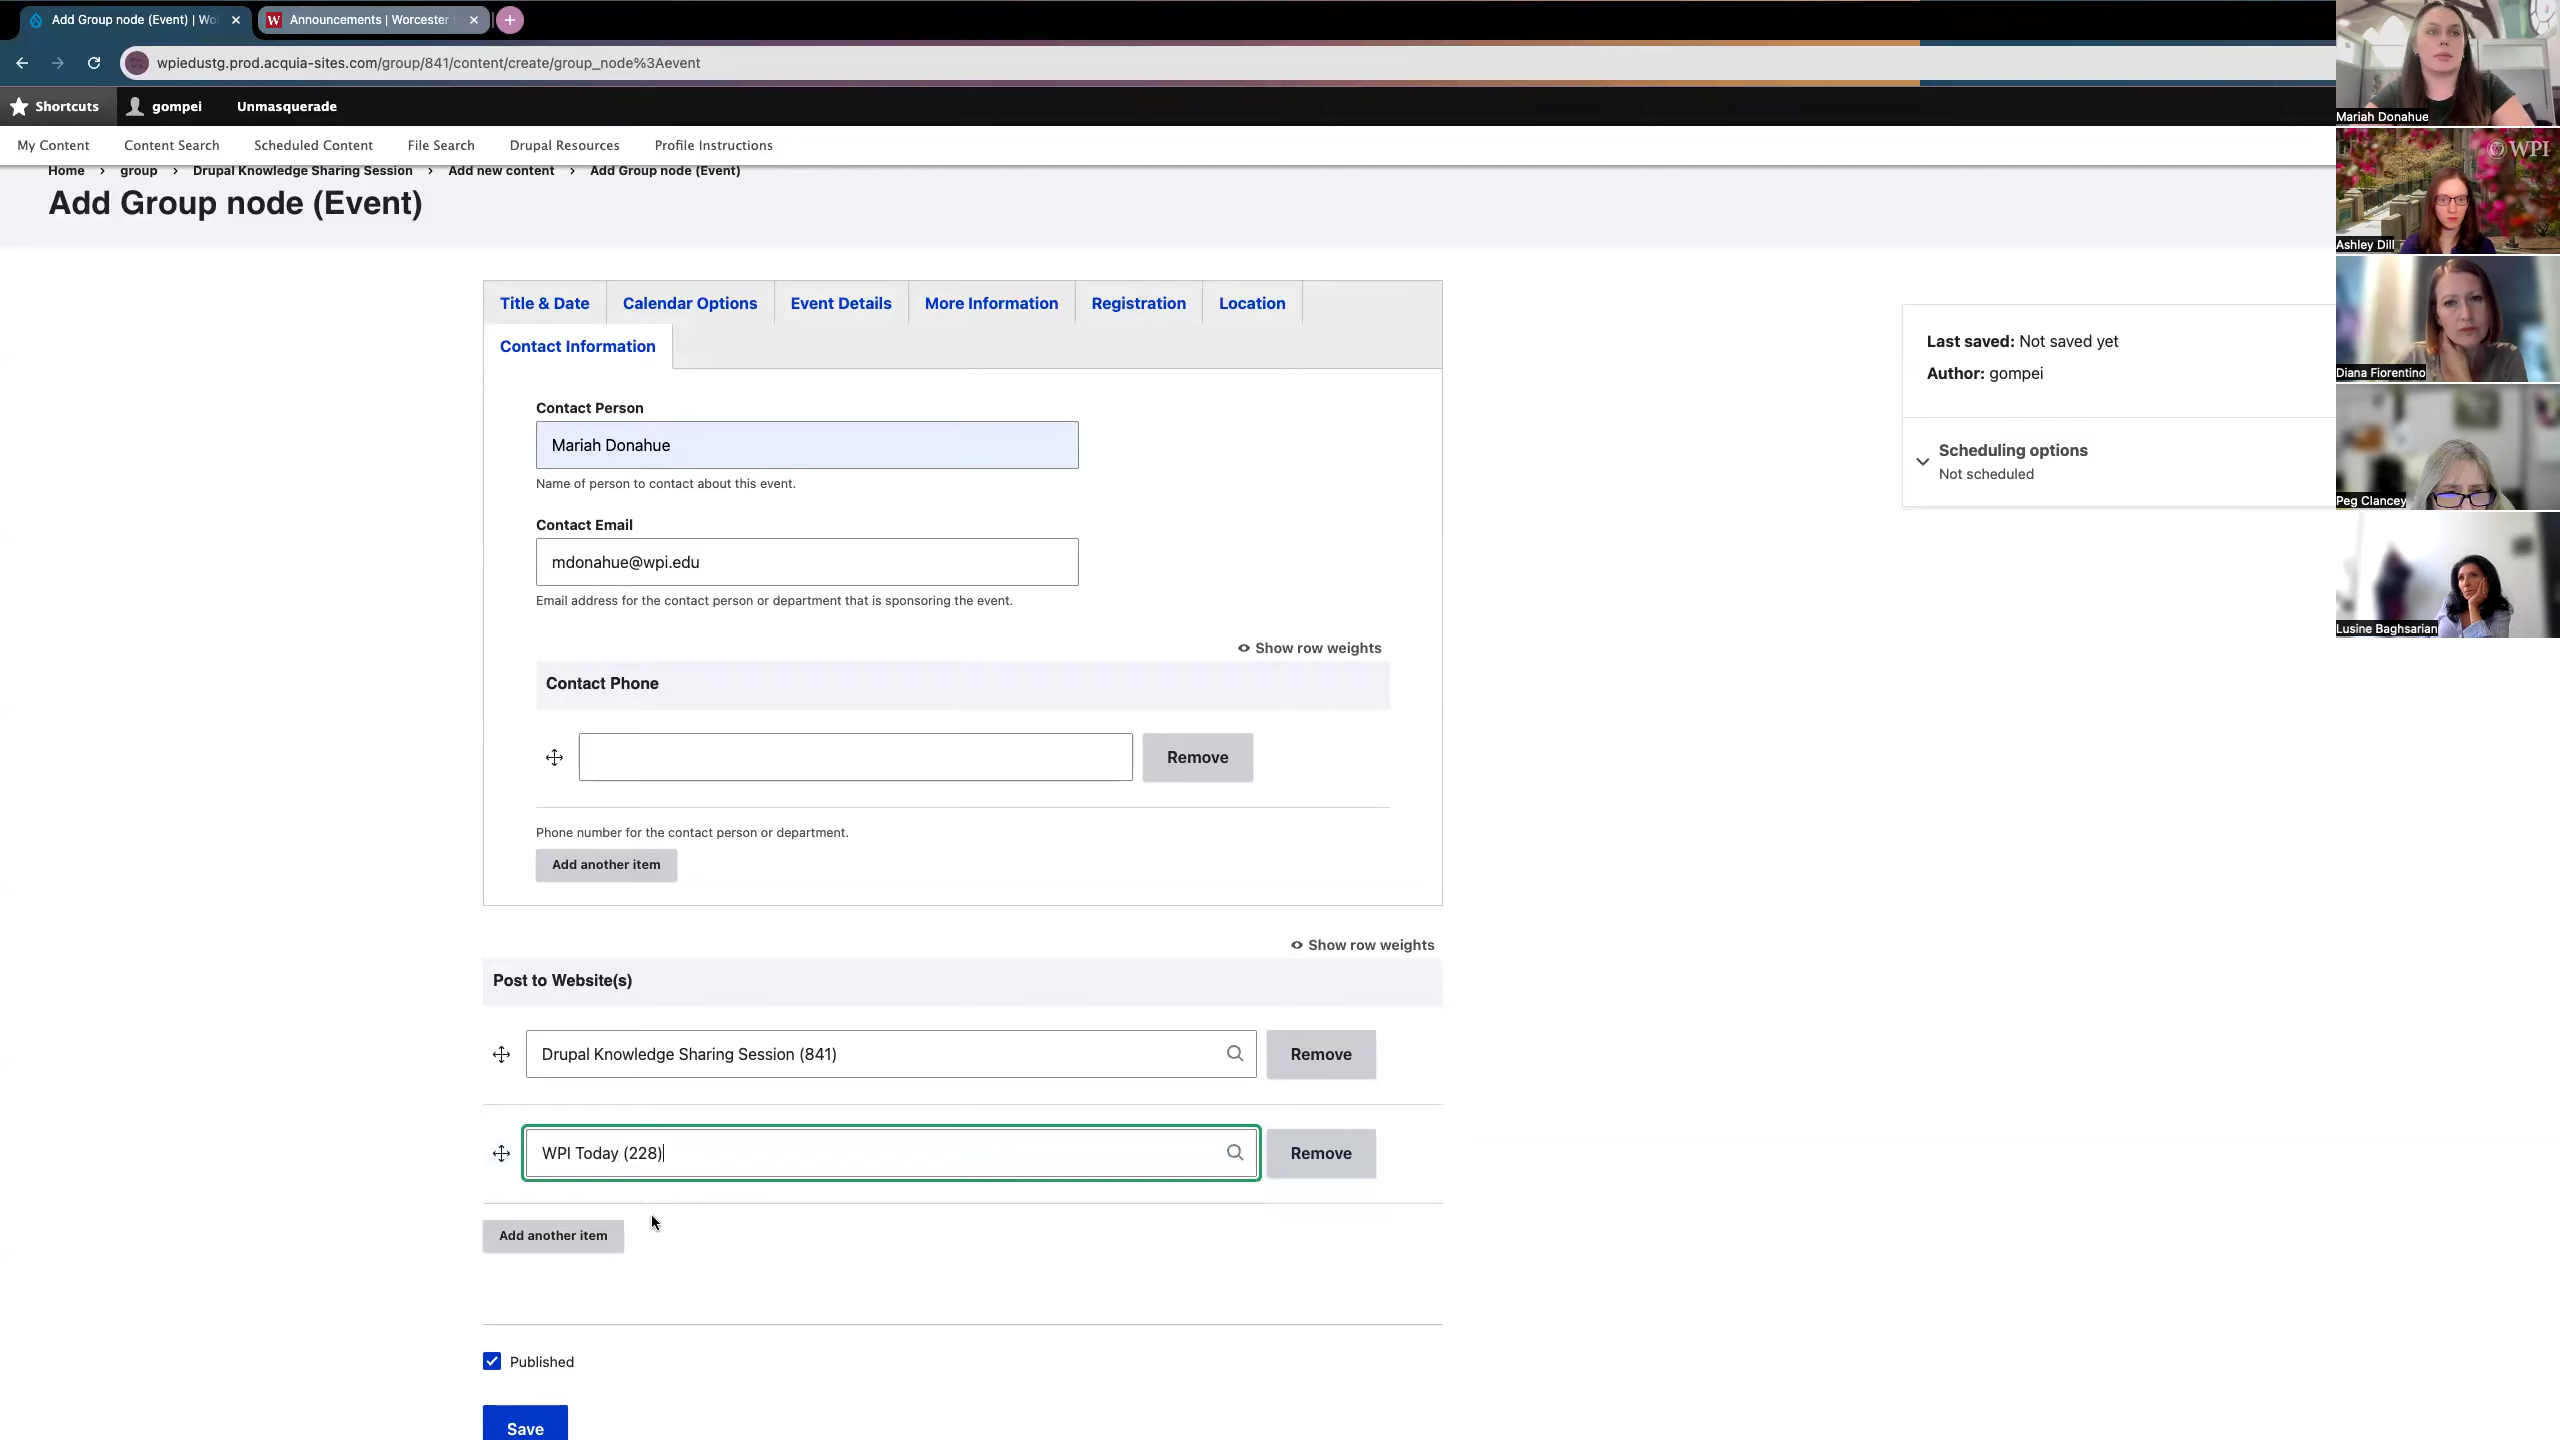 Add Group node (Event) | Wo
Announcements | Worcester
wpiedustg.prod.acquia-sites.com/group/841/content/create/group_node%3Aevent
Shortcuts gompei Unmasquerade
My Content Content Search Scheduled Content File Search Drupal Resources Profile Instructions
Home › group › Drupal Knowledge Sharing Session › Add new content › Add Group node (Event)
Add Group node (Event)
Title & Date Calendar Options Event Details More Information Registration Location
Contact Information
Contact Person
Mariah Donahue
Name of person to contact about this event.
Contact Email
mdonahue@wpi.edu
Email address for the contact person or department that is sponsoring the event.
Show row weights
Contact Phone
Remove
Phone number for the contact person or department.
Add another item
Show row weights
Post to Website(s)
Drupal Knowledge Sharing Session (841)
Remove
WPI Today (228)
Remove
Add another item
Published
Save
Last saved: Not saved yet
Author: gompei
Scheduling options
Not scheduled
Mariah Donahue
WPI
Ashley Dill
Diana Fiorentino
Peg Clancey
Lusine Baghsarian